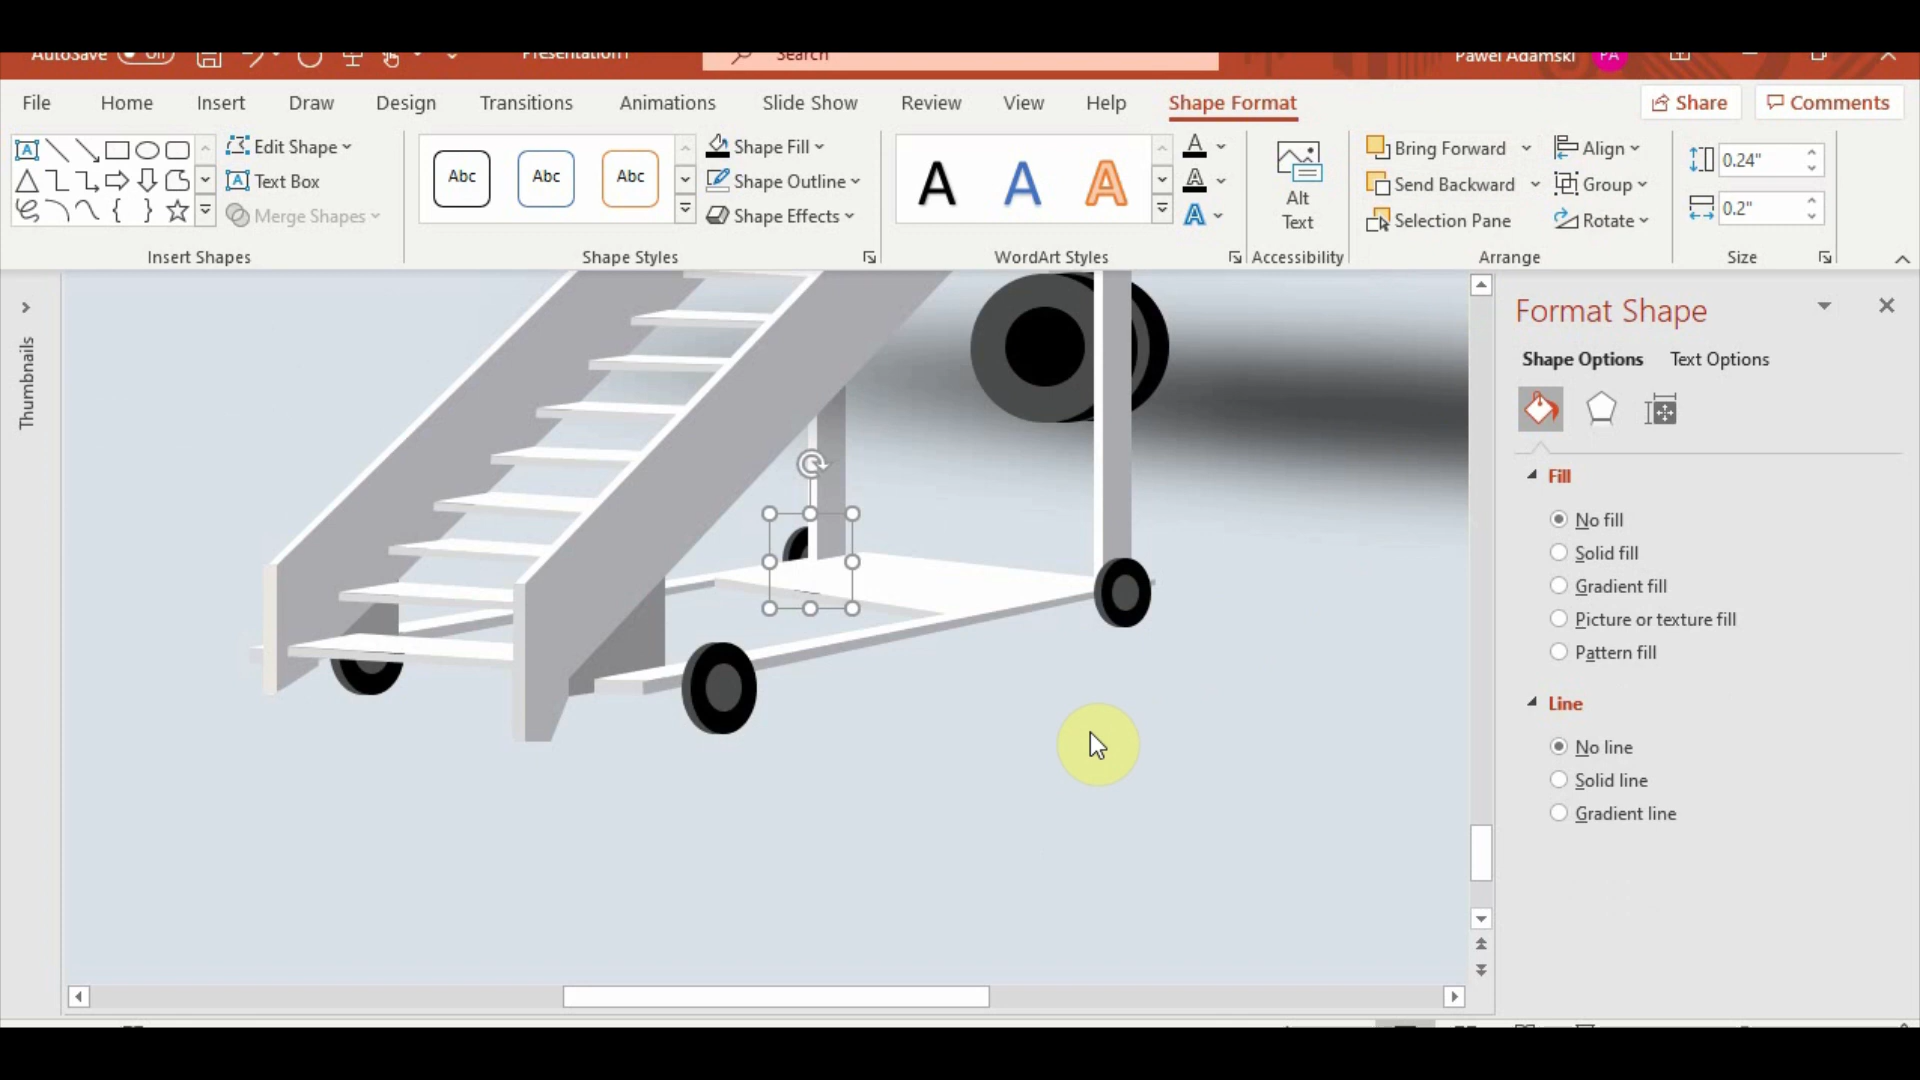 AutoSave Off Presentation1 Search Pawel Adamski PA
File Home Insert Draw Design Transitions Animations Slide Show Review View Help Shape Format Share Comments
A Edit Shape Abc Abc Abc Shape Fill A A A A Bring Forward Align 0.24"
A Text Box Shape Outline A Alt Text Send Backward Group
Merge Shapes Shape Effects A Selection Pane Rotate 0.2"
Insert Shapes Shape Styles WordArt Styles Accessibility Arrange Size
Thumbnails
Format Shape
Shape Options Text Options
Fill
No fill
Solid fill
Gradient fill
Picture or texture fill
Pattern fill
Line
No line
Solid line
Gradient line